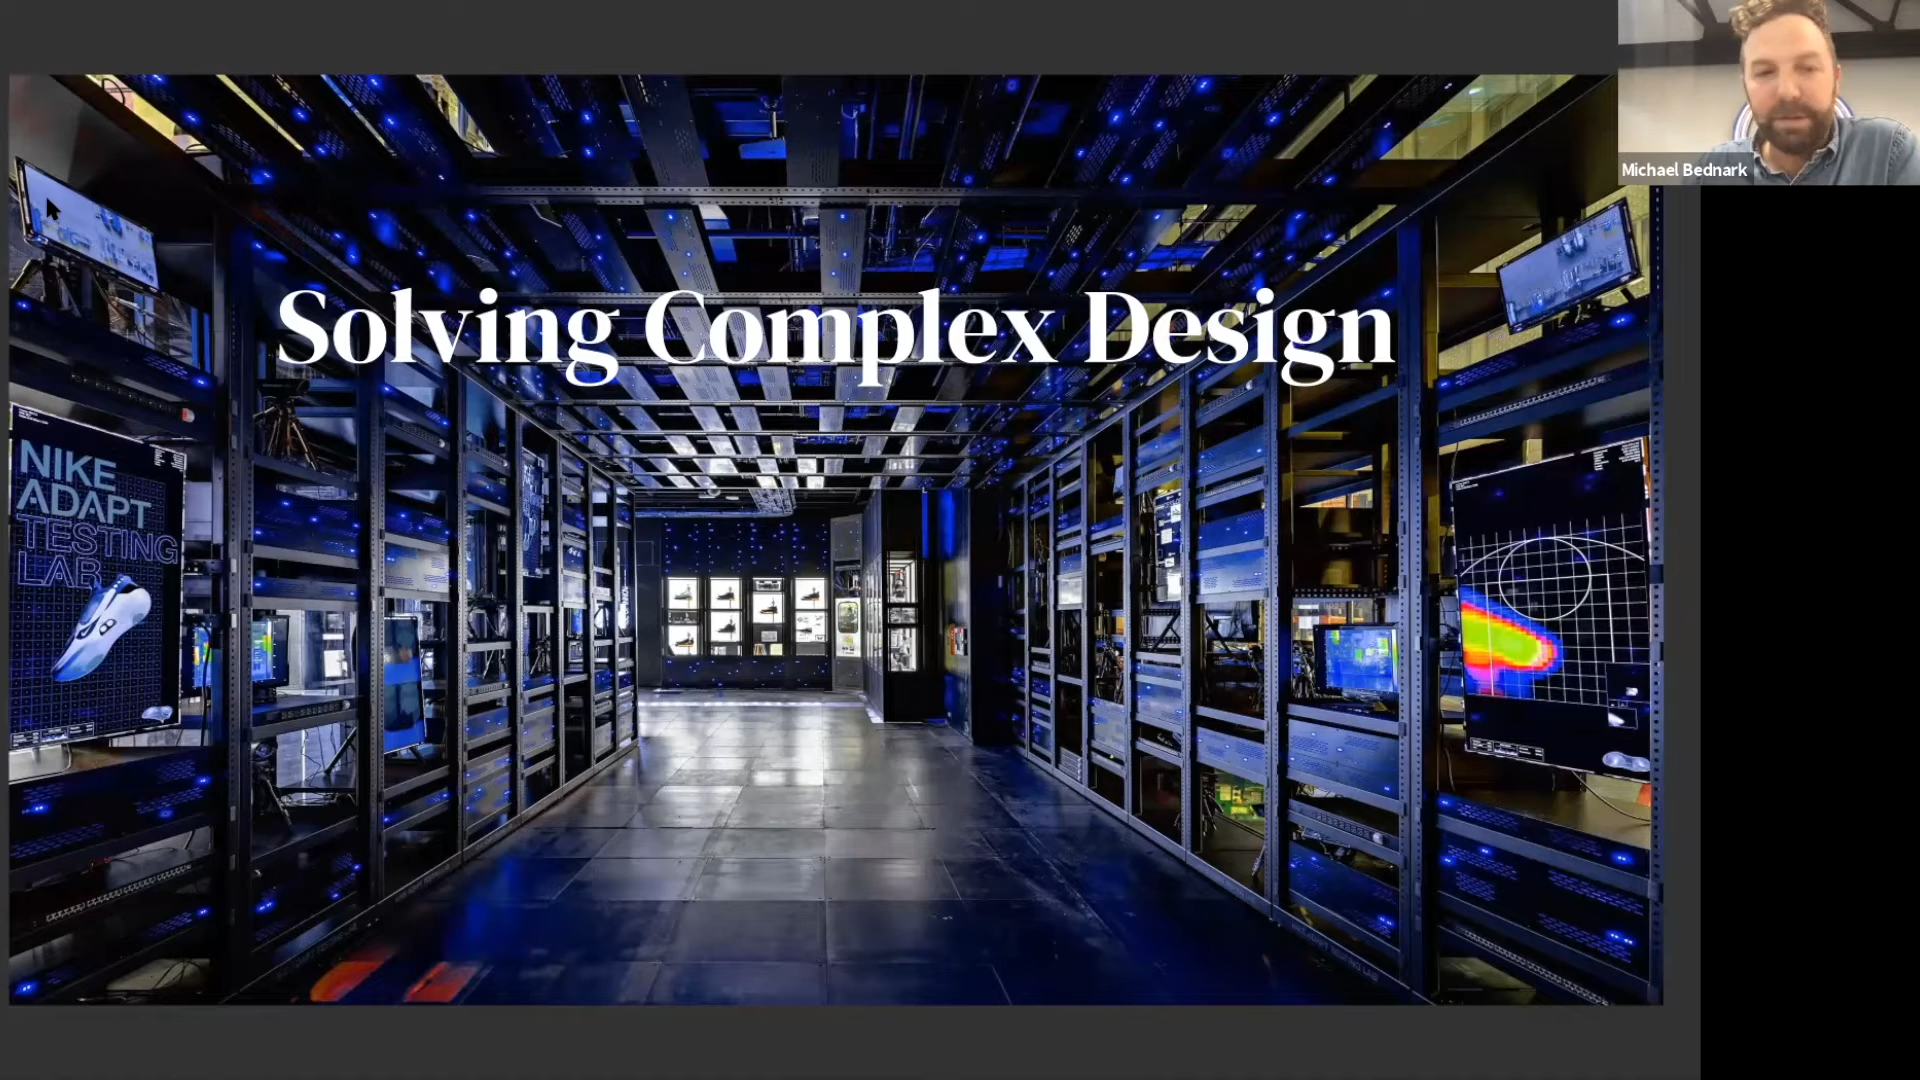 Michael Bednark
Solving Complex Design
NIKE
ADAPT
TESTING
LAB